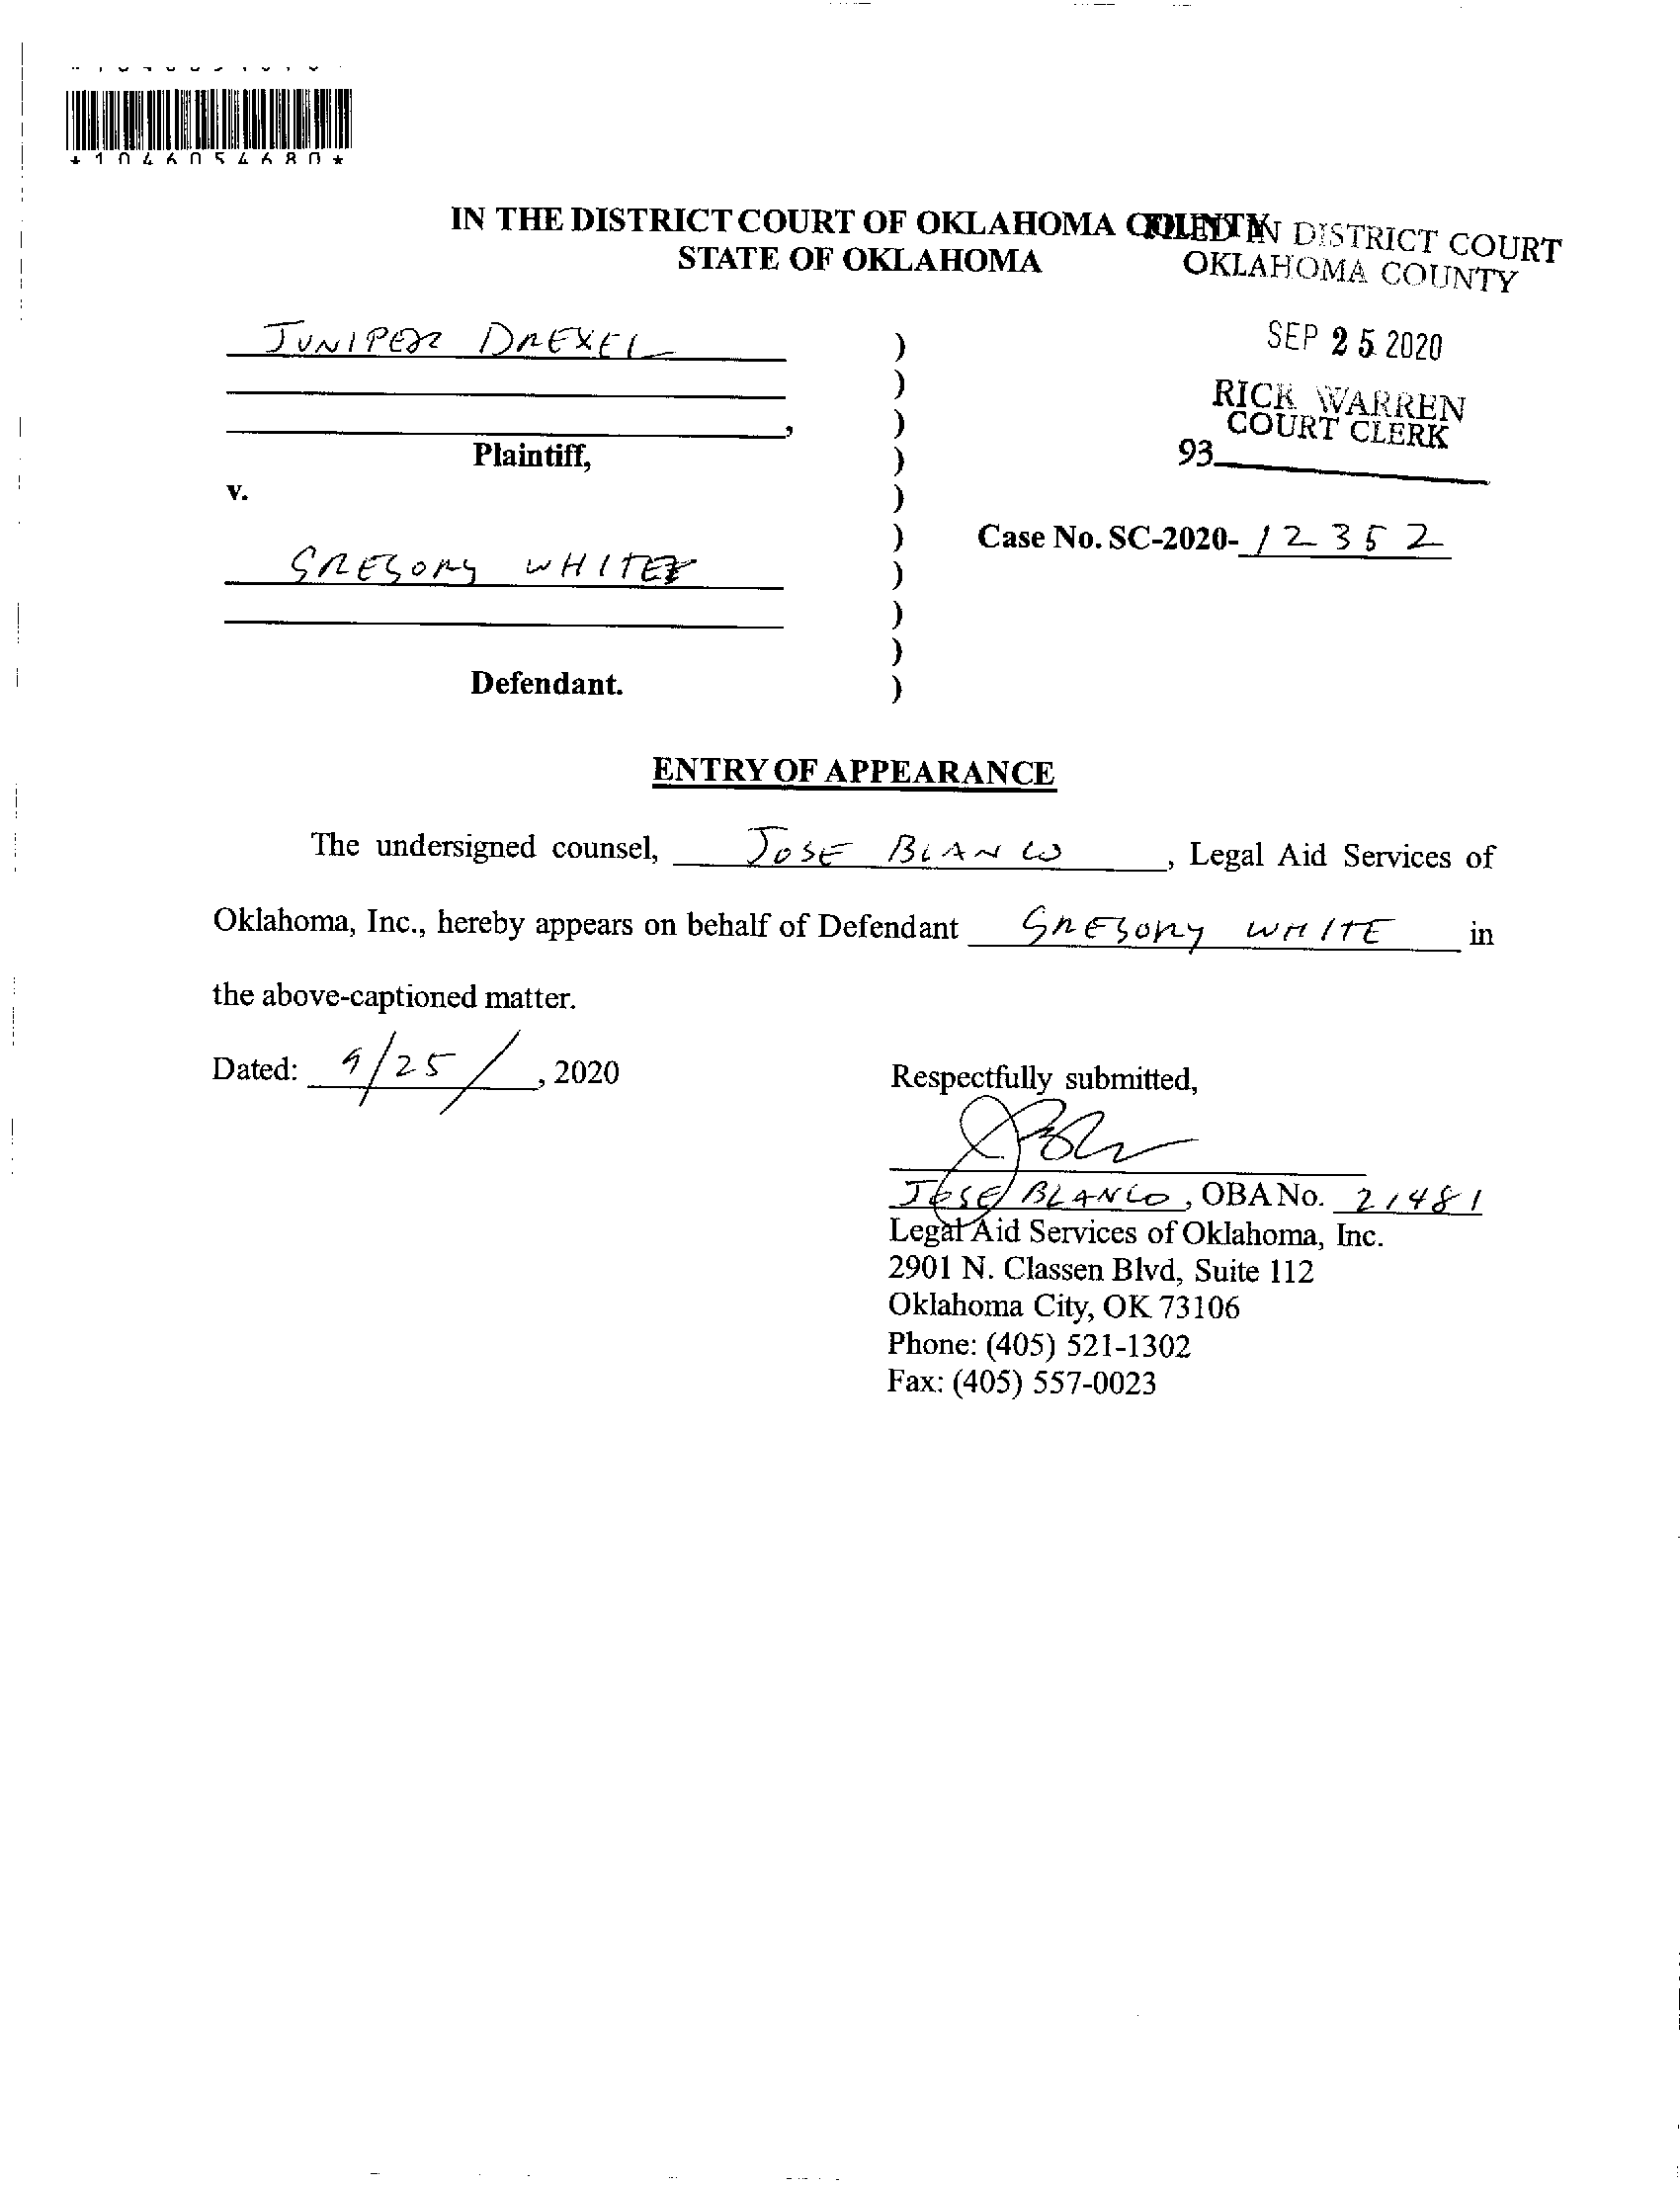 *1046054680*
IN THE DISTRICT COURT OF OKLAHOMA COUNTY
STATE OF OKLAHOMA
FILED IN DISTRICT COURT
OKLAHOMA COUNTY
SEP 25 2020
RICK WARREN
COURT CLERK
93
JUNIPER DREXEL )
)
, )
Plaintiff, )
v. )
) Case No. SC-2020- 12352
GREGORY WHITE )
)
)
Defendant. )
ENTRY OF APPEARANCE
The undersigned counsel, JOSE BLANCO, Legal Aid Services of
Oklahoma, Inc., hereby appears on behalf of Defendant GREGORY WHITE in
the above-captioned matter.
Dated: 9/25/, 2020
Respectfully submitted,
JOSE BLANCO, OBA No. 21481
Legal Aid Services of Oklahoma, Inc.
2901 N. Classen Blvd, Suite 112
Oklahoma City, OK 73106
Phone: (405) 521-1302
Fax: (405) 557-0023